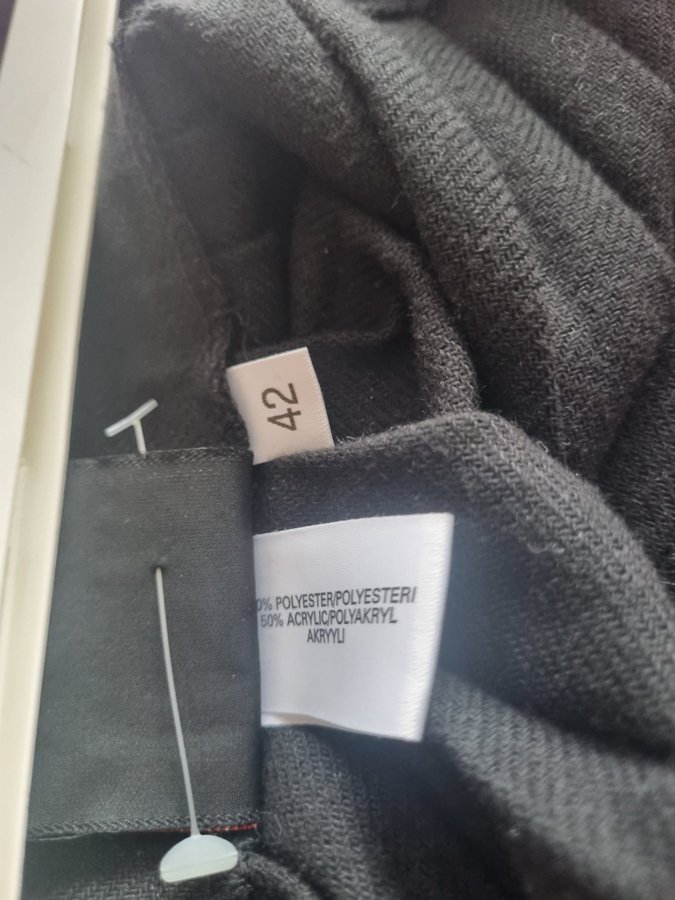 42
0% POLYESTER/POLYESTERI
50% ACRYLIC/POLYAKRYL
AKRYYLI